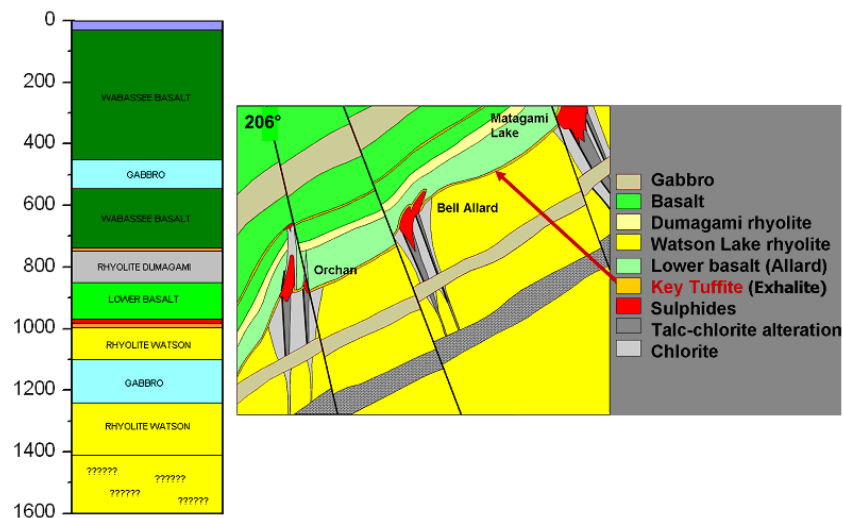 0
200
400
600
800
1000
1200
1400
1600
WABASSEE BASALT
GABBRO
WABASSEE BASALT
RHYOLITE DUMAGAMI
LOWER BASALT
RHYOLITE WATSON
GABBRO
RHYOLITE WATSON
??????
??????
??????
??????
206°
Matagami
Lake
Bell Allard
Orchan
Gabbro
Basalt
Dumagami rhyolite
Watson Lake rhyolite
Lower basalt (Allard)
Key Tuffite (Exhalite)
Sulphides
Talc-chlorite alteration
Chlorite